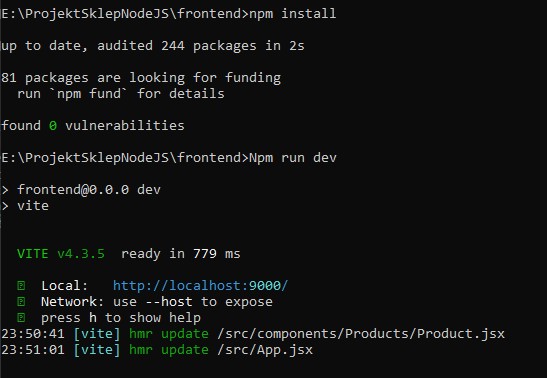 E:\ProjektSklepNodeJS\frontend>npm install
up to date, audited 244 packages in 2s
81 packages are looking for funding
run `npm fund` for details
found 0 vulnerabilities
E:\ProjektSklepNodeJS\frontend>Npm run dev
> frontend@0.0.0 dev
> vite
VITE v4.3.5 ready in 779 ms
Local: http://localhost:9000/
Network: use --host to expose
press h to show help
23:50:41 [vite] hmr update /src/components/Products/Product.jsx
23:51:01 [vite] hmr update /src/App.jsx